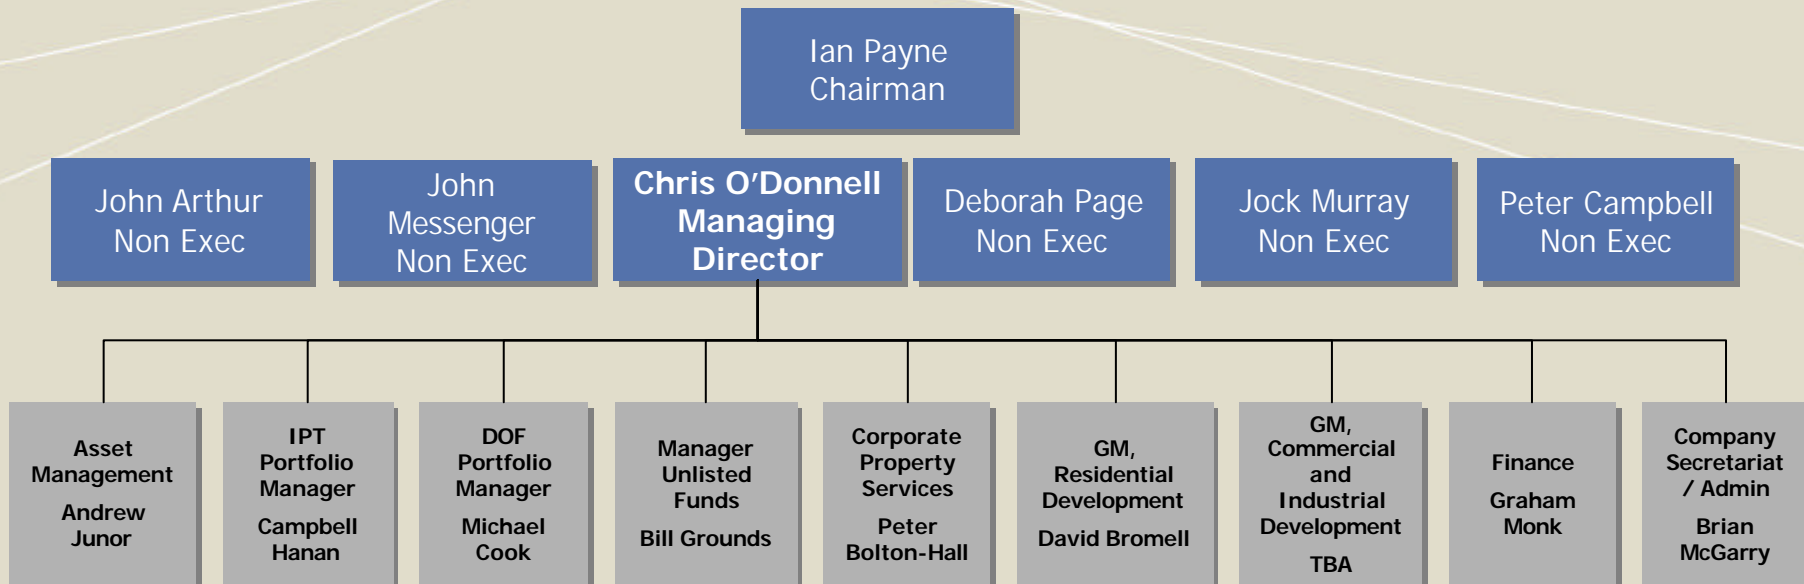 Ian Payne
Chairman
John Arthur
Non Exec
John
Messenger
Non Exec
Chris O'Donnell
Managing
Director
Deborah Page
Non Exec
Jock Murray
Non Exec
Peter Campbell
Non Exec
Asset
Management
Andrew
Junor
IPT
Portfolio
Manager
Campbell
Hanan
DOF
Portfolio
Manager
Michael
Cook
Manager
Unlisted
Funds
Bill Grounds
Corporate
Property
Services
Peter
Bolton-Hall
GM,
Residential
Development
David Bromell
GM,
Commercial
and
Industrial
Development
TBA
Finance
Graham
Monk
Company
Secretariat
/ Admin
Brian
McGarry